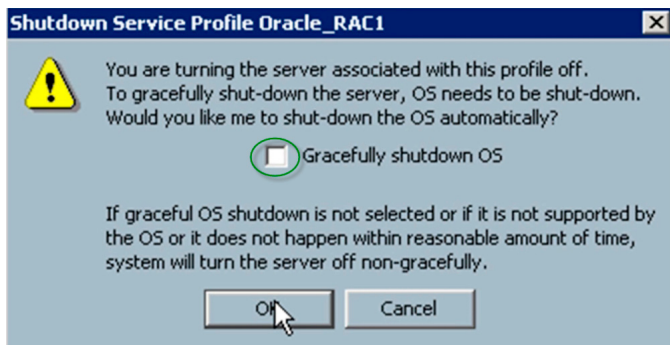 Shutdown Service Profile Oracle_RAC1
You are turning the server associated with this profile off.
To gracefully shut-down the server, OS needs to be shut-down.
Would you like me to shut-down the OS automatically?
Gracefully shutdown OS
If graceful OS shutdown is not selected or if it is not supported by
the OS or it does not happen within reasonable amount of time,
system will turn the server off non-gracefully.
OK
Cancel